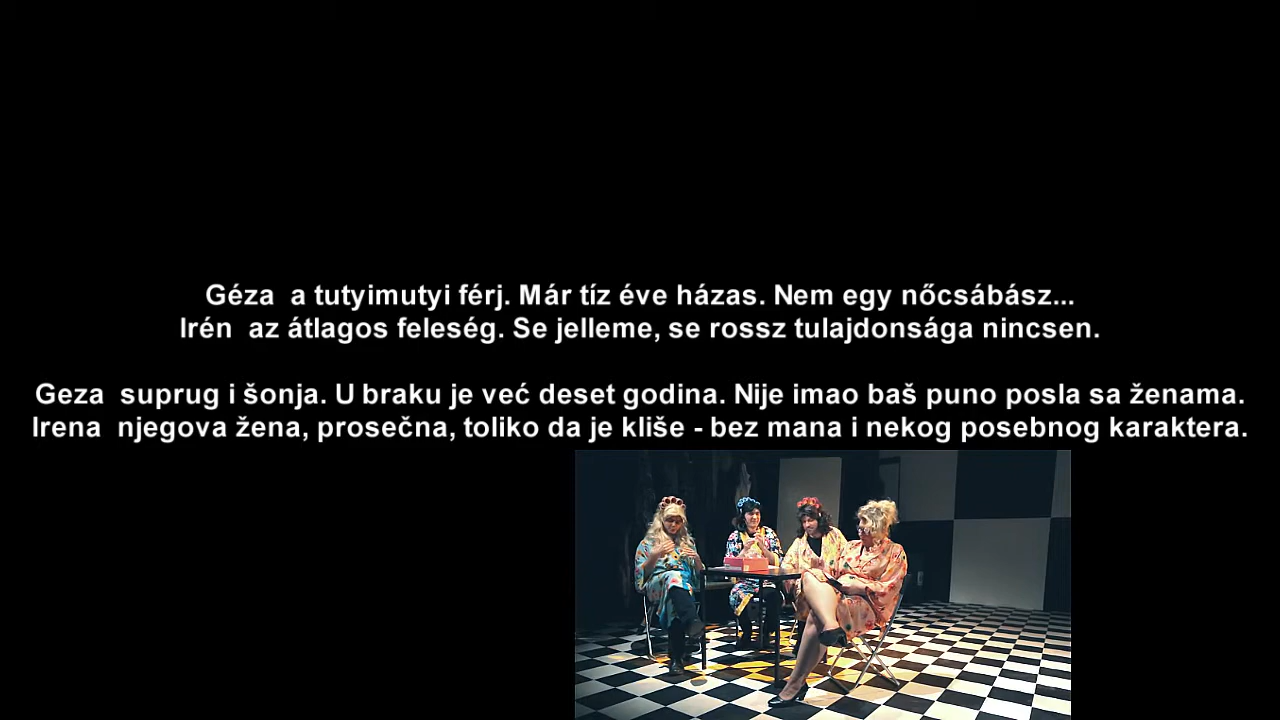 Géza  a tutyimutyi férj. Már tíz éve házas. Nem egy nőcsábász...
Irén  az átlagos feleség. Se jelleme, se rossz tulajdonsága nincsen.
Geza  suprug i šonja. U braku je već deset godina. Nije imao baš puno posla sa ženama.
Irena  njegova žena, prosečna, toliko da je kliše - bez mana i nekog posebnog karaktera.